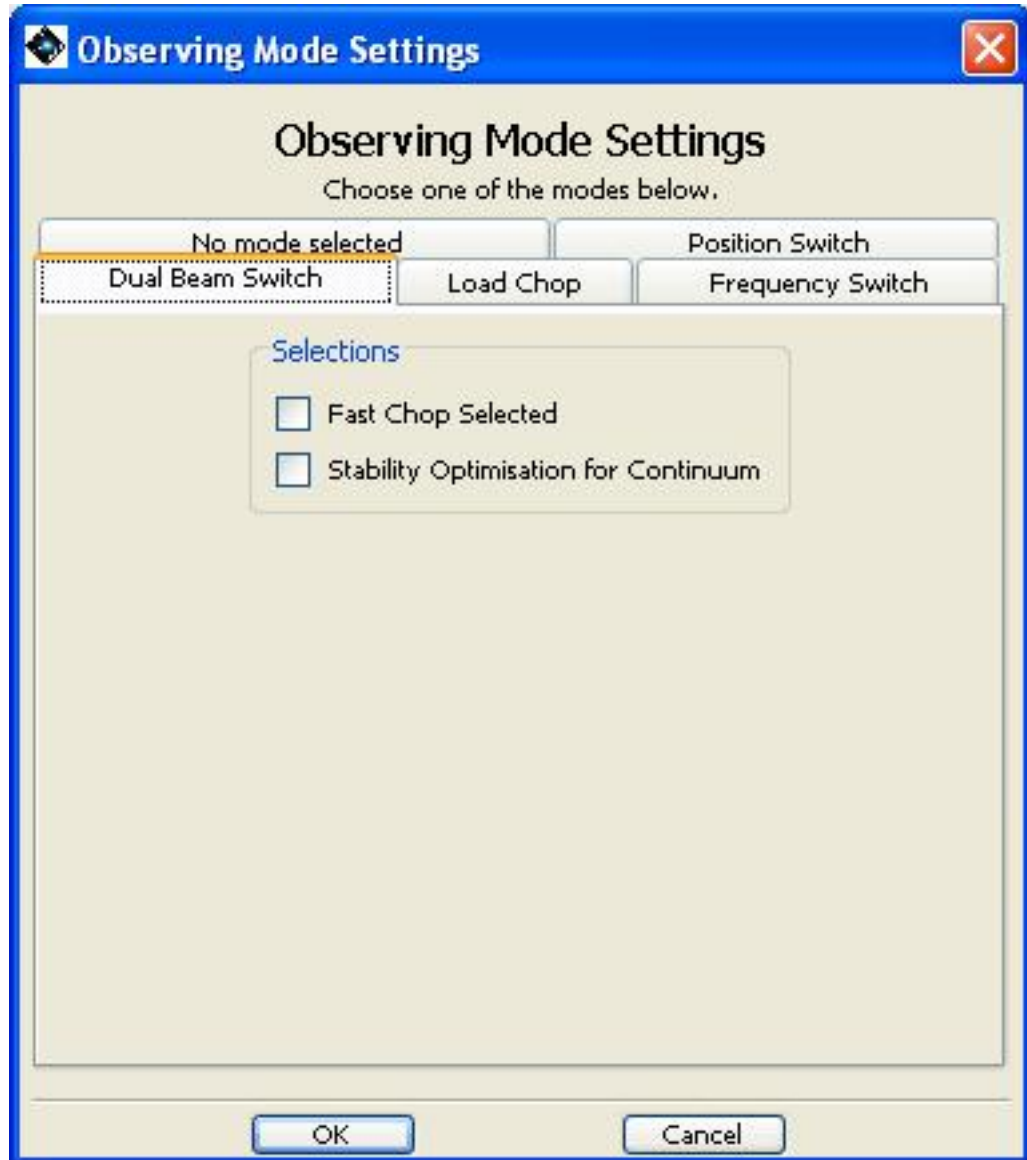 Observing Mode Settings
Observing Mode Settings
Choose one of the modes below.
No mode selected
Position Switch
Dual Beam Switch
Load Chop
Frequency Switch
Selections
Fast Chop Selected
Stability Optimisation for Continuum
OK
Cancel